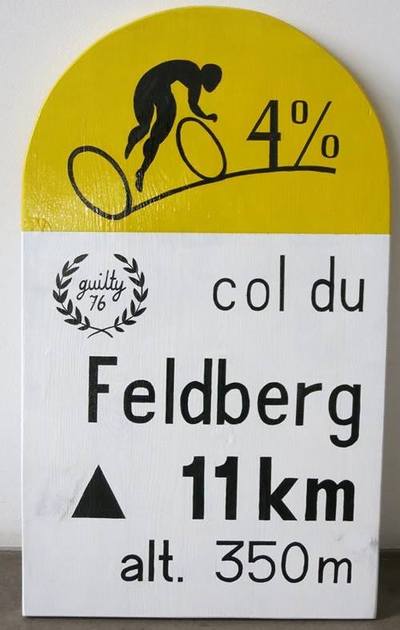 4%
guilty
76
col du
Feldberg
11km
alt. 350m